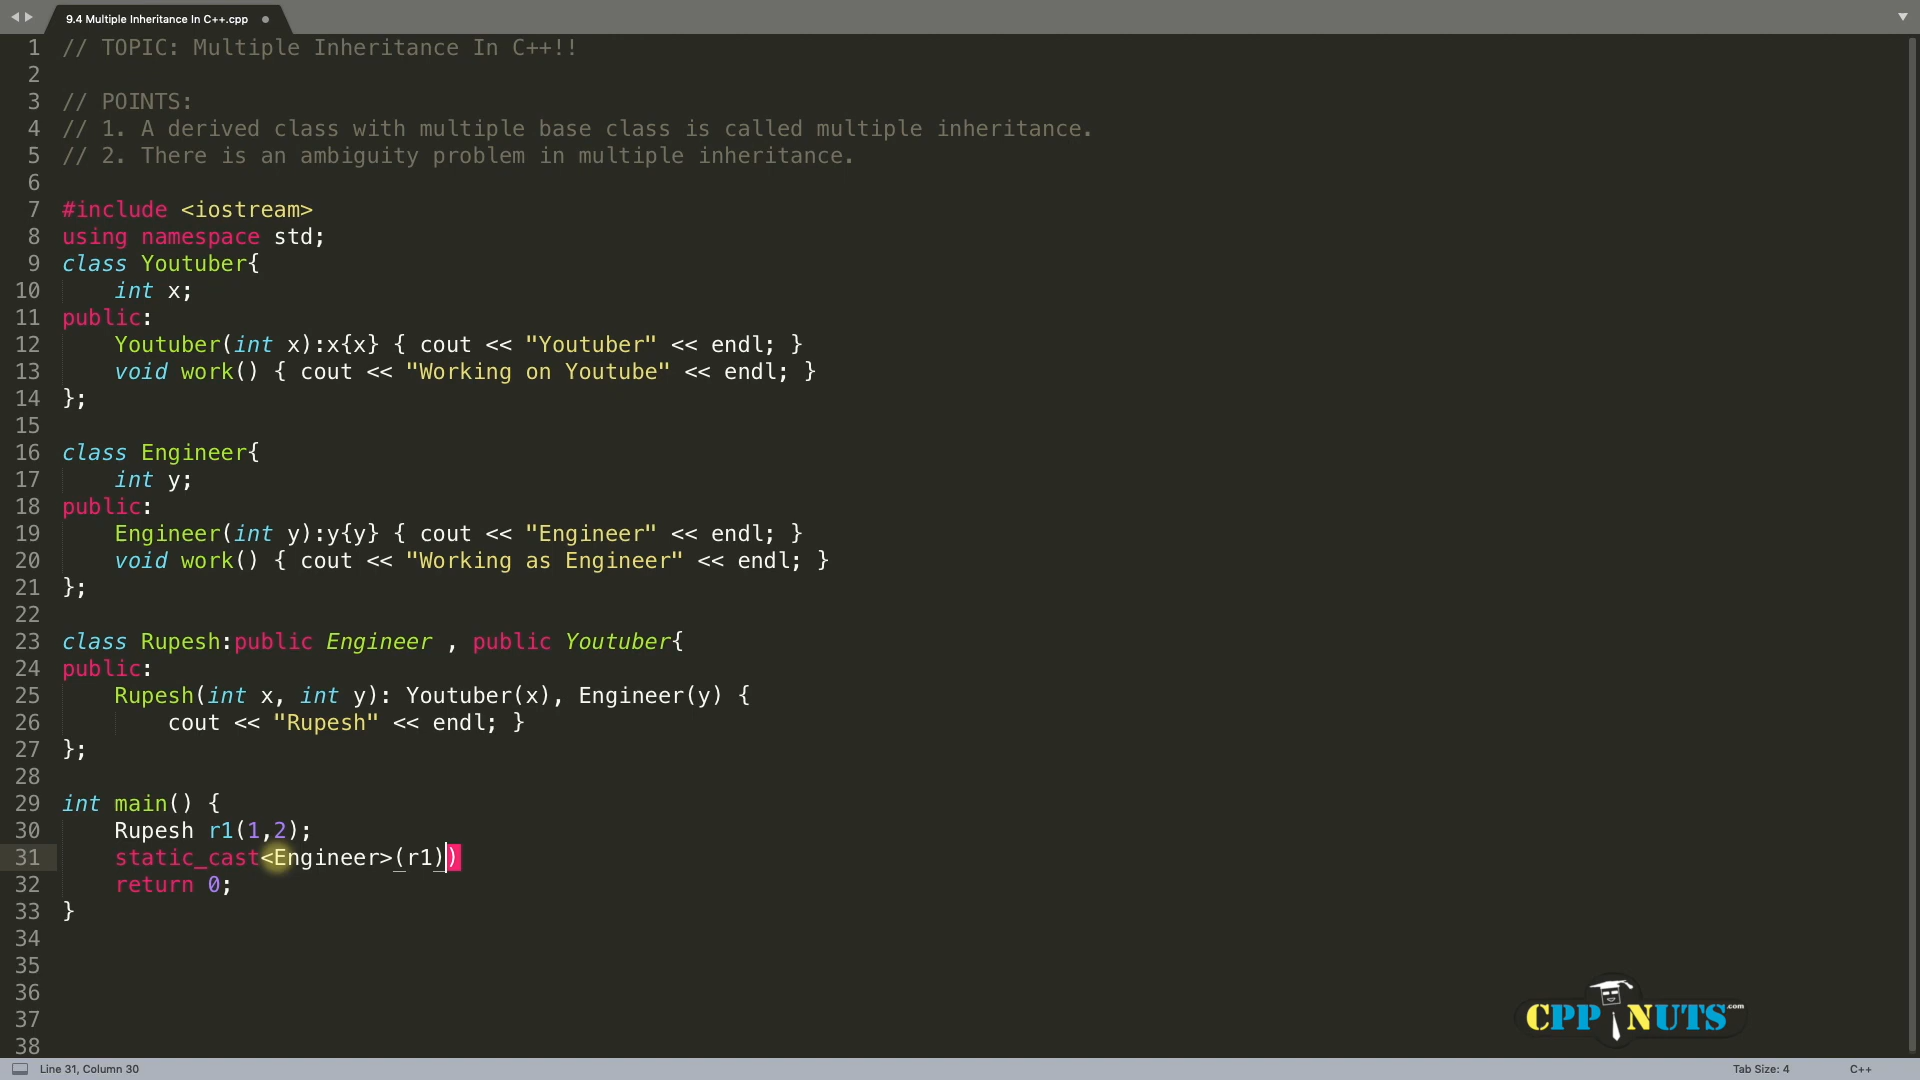 9.4 Multiple Inheritance In C++.cpp
1 // TOPIC: Multiple Inheritance In C++!!
2
3 // POINTS:
4 // 1. A derived class with multiple base class is called multiple inheritance.
5 // 2. There is an ambiguity problem in multiple inheritance.
6
7 #include <iostream>
8 using namespace std;
9 class Youtuber{
10     int x;
11 public:
12     Youtuber(int x):x{x} { cout << "Youtuber" << endl; }
13     void work() { cout << "Working on Youtube" << endl; }
14 };
15
16 class Engineer{
17     int y;
18 public:
19     Engineer(int y):y{y} { cout << "Engineer" << endl; }
20     void work() { cout << "Working as Engineer" << endl; }
21 };
22
23 class Rupesh:public Engineer , public Youtuber{
24 public:
25     Rupesh(int x, int y): Youtuber(x), Engineer(y) {
26         cout << "Rupesh" << endl; }
27 };
28
29 int main() {
30     Rupesh r1(1,2);
31     static_cast<Engineer>(r1))
32     return 0;
33 }
34
35
36
37
38
CPP NUTS.com
Line 31, Column 30 Tab Size: 4 C++